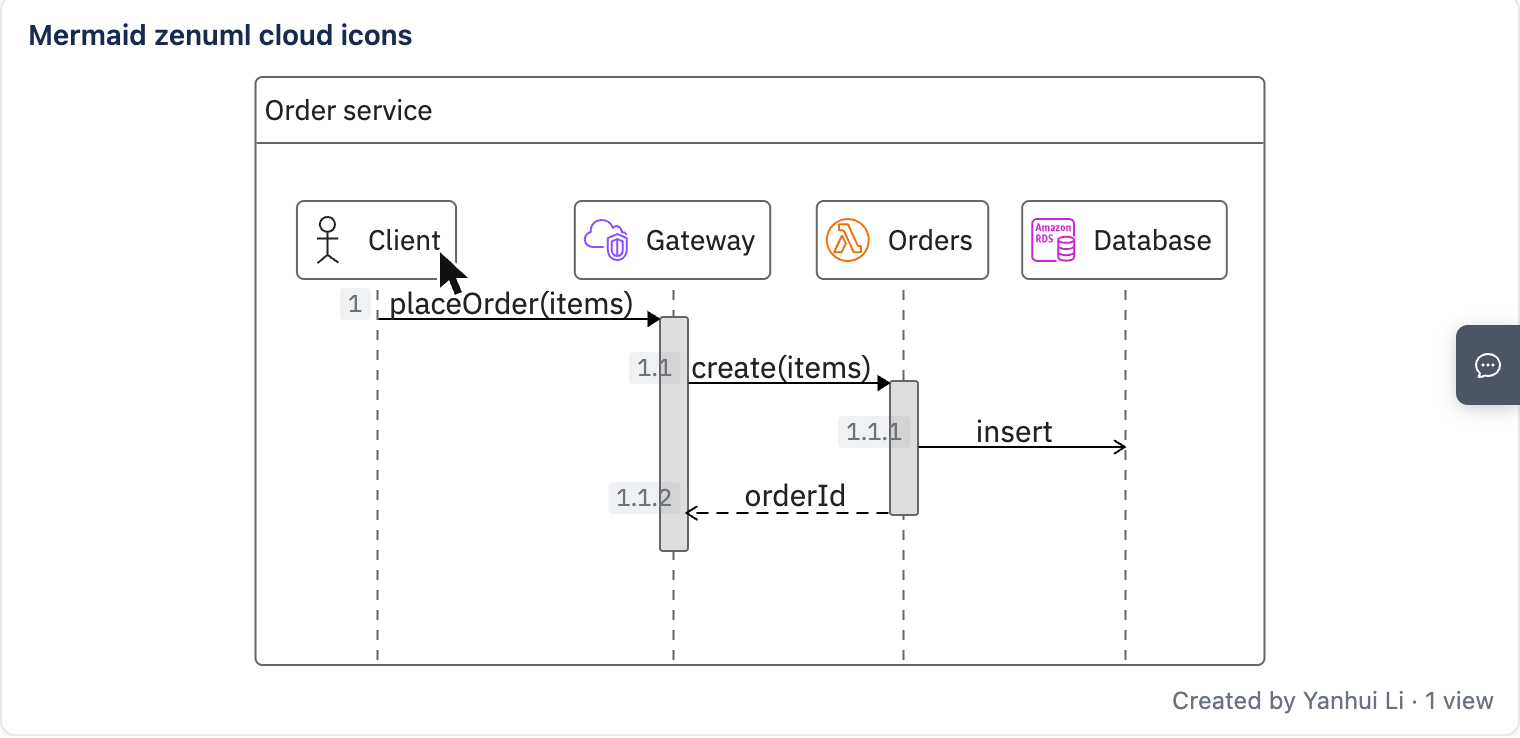 Mermaid zenuml cloud icons
Order service
Client
Gateway
Amazon
RDS
Orders
Database
1 placeOrder(items)
1.1 create(items)
1.1.1 insert
1.1.2 orderId
Created by Yanhui Li · 1 view